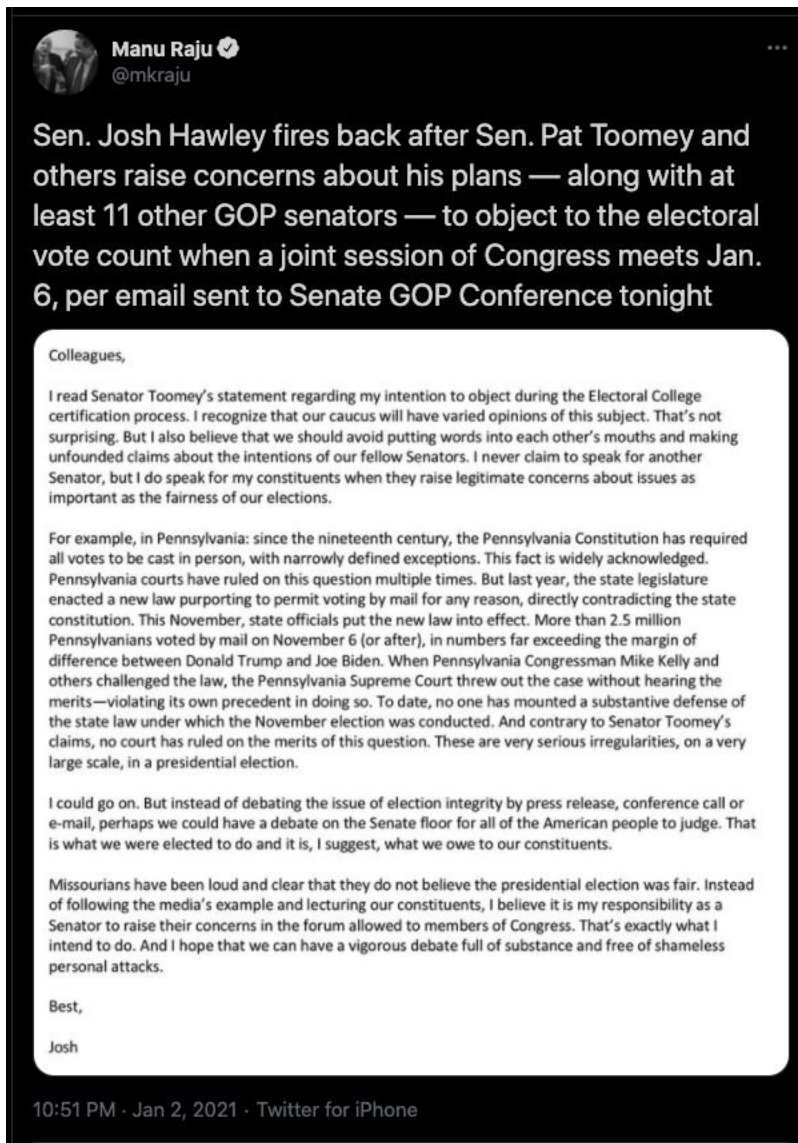 Manu Raju
@mkraju
Sen. Josh Hawley fires back after Sen. Pat Toomey and
others raise concerns about his plans — along with at
least 11 other GOP senators — to object to the electoral
vote count when a joint session of Congress meets Jan.
6, per email sent to Senate GOP Conference tonight
Colleagues,
I read Senator Toomey's statement regarding my intention to object during the Electoral College
certification process. I recognize that our caucus will have varied opinions of this subject. That's not
surprising. But I also believe that we should avoid putting words into each other's mouths and making
unfounded claims about the intentions of our fellow Senators. I never claim to speak for another
Senator, but I do speak for my constituents when they raise legitimate concerns about issues as
important as the fairness of our elections.
For example, in Pennsylvania: since the nineteenth century, the Pennsylvania Constitution has required
all votes to be cast in person, with narrowly defined exceptions. This fact is widely acknowledged.
Pennsylvania courts have ruled on this question multiple times. But last year, the state legislature
enacted a new law purporting to permit voting by mail for any reason, directly contradicting the state
constitution. This November, state officials put the new law into effect. More than 2.5 million
Pennsylvanians voted by mail on November 6 (or after), in numbers far exceeding the margin of
difference between Donald Trump and Joe Biden. When Pennsylvania Congressman Mike Kelly and
others challenged the law, the Pennsylvania Supreme Court threw out the case without hearing the
merits—violating its own precedent in doing so. To date, no one has mounted a substantive defense of
the state law under which the November election was conducted. And contrary to Senator Toomey's
claims, no court has ruled on the merits of this question. These are very serious irregularities, on a very
large scale, in a presidential election.
I could go on. But instead of debating the issue of election integrity by press release, conference call or
e-mail, perhaps we could have a debate on the Senate floor for all of the American people to judge. That
is what we were elected to do and it is, I suggest, what we owe to our constituents.
Missourians have been loud and clear that they do not believe the presidential election was fair. Instead
of following the media's example and lecturing our constituents, I believe it is my responsibility as a
Senator to raise their concerns in the forum allowed to members of Congress. That's exactly what I
intend to do. And I hope that we can have a vigorous debate full of substance and free of shameless
personal attacks.
Best,
Josh
10:51 PM · Jan 2, 2021 · Twitter for iPhone